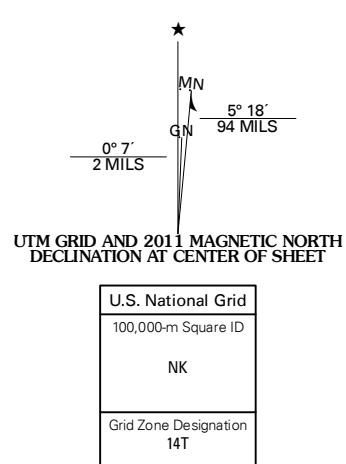 ★
MN
5° 18´
94 MILS
GN
0° 7´
2 MILS
UTM GRID AND 2011 MAGNETIC NORTH
DECLINATION AT CENTER OF SHEET
U.S. National Grid
100,000-m Square ID
NK
Grid Zone Designation
14T